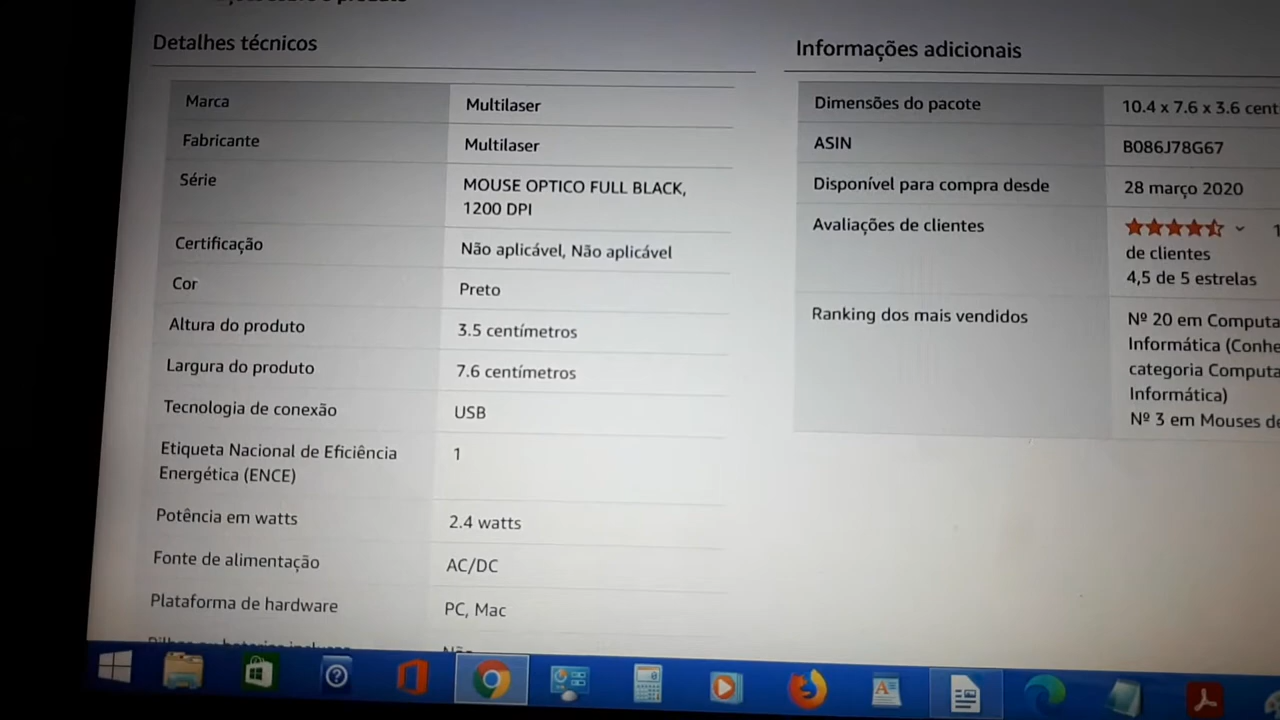 Detalhes técnicos
Marca Multilaser
Fabricante Multilaser
Série MOUSE OPTICO FULL BLACK,
1200 DPI
Certificação Não aplicável, Não aplicável
Cor Preto
Altura do produto 3.5 centímetros
Largura do produto 7.6 centímetros
Tecnologia de conexão USB
Etiqueta Nacional de Eficiência 1
Energética (ENCE)
Potência em watts 2.4 watts
Fonte de alimentação AC/DC
Plataforma de hardware PC, Mac
Informações adicionais
Dimensões do pacote 10.4 x 7.6 x 3.6 cent
ASIN B086J78G67
Disponível para compra desde 28 março 2020
Avaliações de clientes
de clientes
4,5 de 5 estrelas
Ranking dos mais vendidos Nº 20 em Computa
Informática (Conhe
categoria Computa
Informática)
Nº 3 em Mouses de